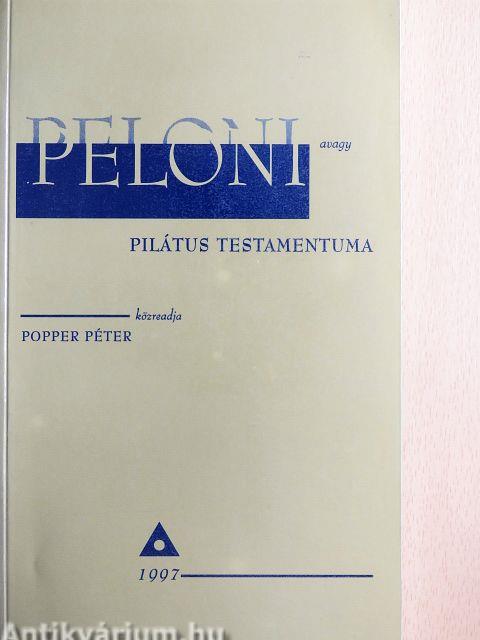 PELONI
PELONI avagy
PILÁTUS TESTAMENTUMA
közreadja
POPPER PÉTER
1997
Antikvárium.hu